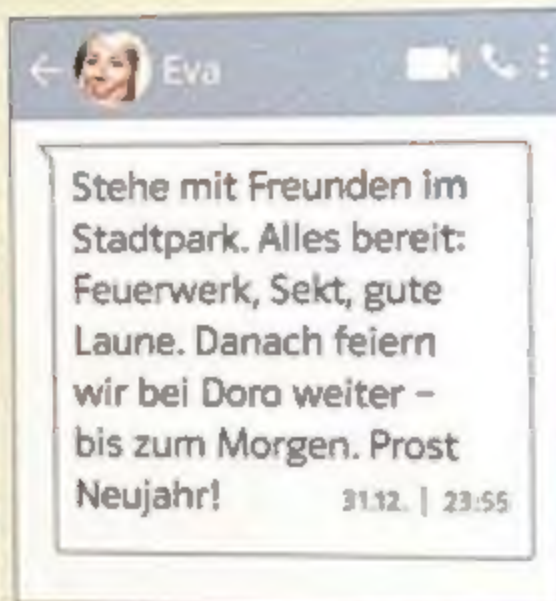 Eva
Stehe mit Freunden im
Stadtpark. Alles bereit:
Feuerwerk, Sekt, gute
Laune. Danach feiern
wir bei Doro weiter –
bis zum Morgen. Prost
Neujahr! 31.12. | 23:55